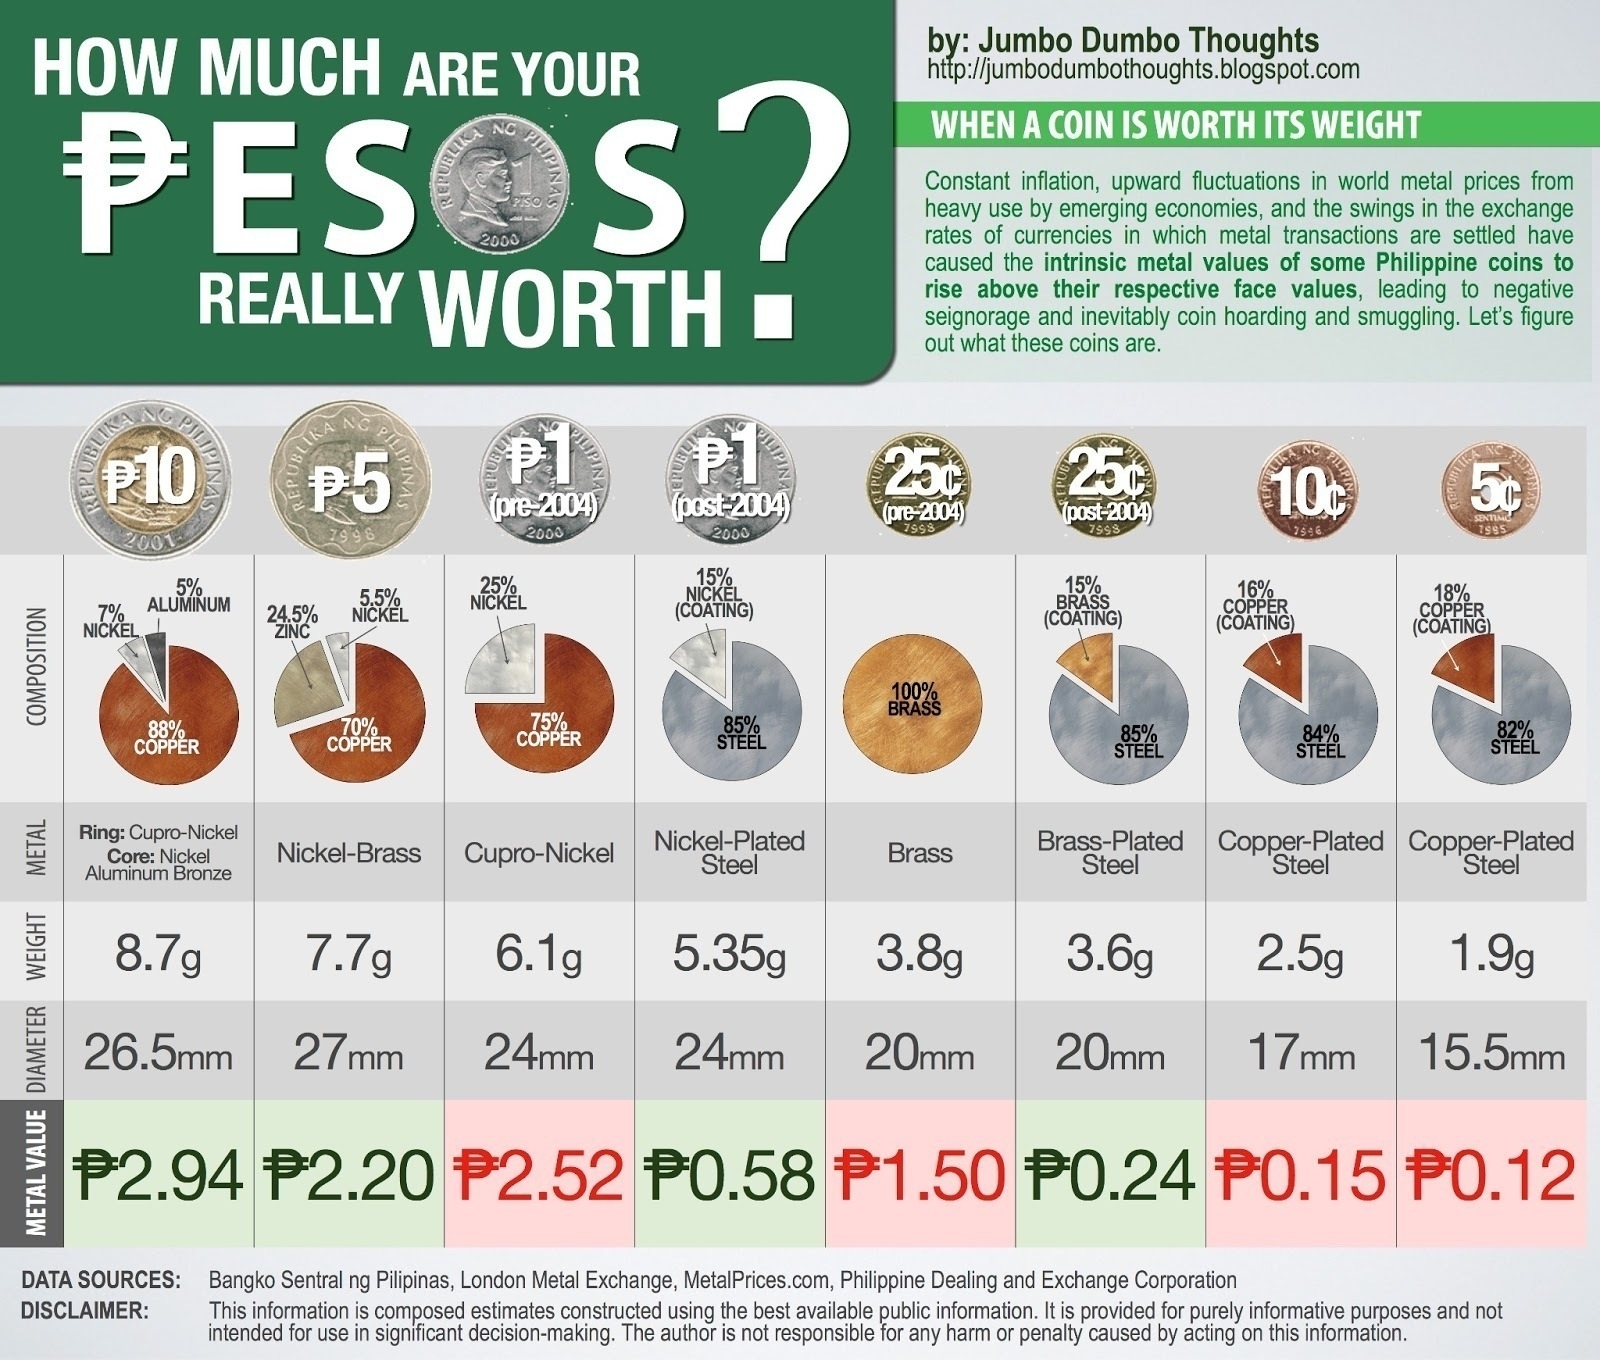 HOW MUCH ARE YOUR
₱ESOS?
REALLY WORTH
REPUBLIKA NG PILIPINAS
1
PISO
2000
by: Jumbo Dumbo Thoughts
http://jumbodumbothoughts.blogspot.com
WHEN A COIN IS WORTH ITS WEIGHT
Constant inflation, upward fluctuations in world metal prices from
heavy use by emerging economies, and the swings in the exchange
rates of currencies in which metal transactions are settled have
caused the intrinsic metal values of some Philippine coins to
rise above their respective face values, leading to negative
seignorage and inevitably coin hoarding and smuggling. Let's figure
out what these coins are.
REPUBLIKA NG PILIPINAS
₱10
2001
₱5
1998
₱1
(pre-2004)
2000
₱1
(post-2004)
2000
25¢
(pre-2004)
1998
25¢
(post-2004)
1998
10¢
5¢
SENTIMO
COMPOSITION
7%
NICKEL
5%
ALUMINUM
88%
COPPER
24.5%
ZINC
5.5%
NICKEL
70%
COPPER
25%
NICKEL
75%
COPPER
15%
NICKEL
(COATING)
85%
STEEL
100%
BRASS
15%
BRASS
(COATING)
85%
STEEL
16%
COPPER
(COATING)
84%
STEEL
18%
COPPER
(COATING)
82%
STEEL
METAL
Ring: Cupro-Nickel
Core: Nickel
Aluminum Bronze
Nickel-Brass
Cupro-Nickel
Nickel-Plated
Steel
Brass
Brass-Plated
Steel
Copper-Plated
Steel
Copper-Plated
Steel
WEIGHT
8.7g
7.7g
6.1g
5.35g
3.8g
3.6g
2.5g
1.9g
DIAMETER
26.5mm
27mm
24mm
24mm
20mm
20mm
17mm
15.5mm
METAL VALUE
₱2.94
₱2.20
₱2.52
₱0.58
₱1.50
₱0.24
₱0.15
₱0.12
DATA SOURCES: Bangko Sentral ng Pilipinas, London Metal Exchange, MetalPrices.com, Philippine Dealing and Exchange Corporation
DISCLAIMER: This information is composed estimates constructed using the best available public information. It is provided for purely informative purposes and not
intended for use in significant decision-making. The author is not responsible for any harm or penalty caused by acting on this information.